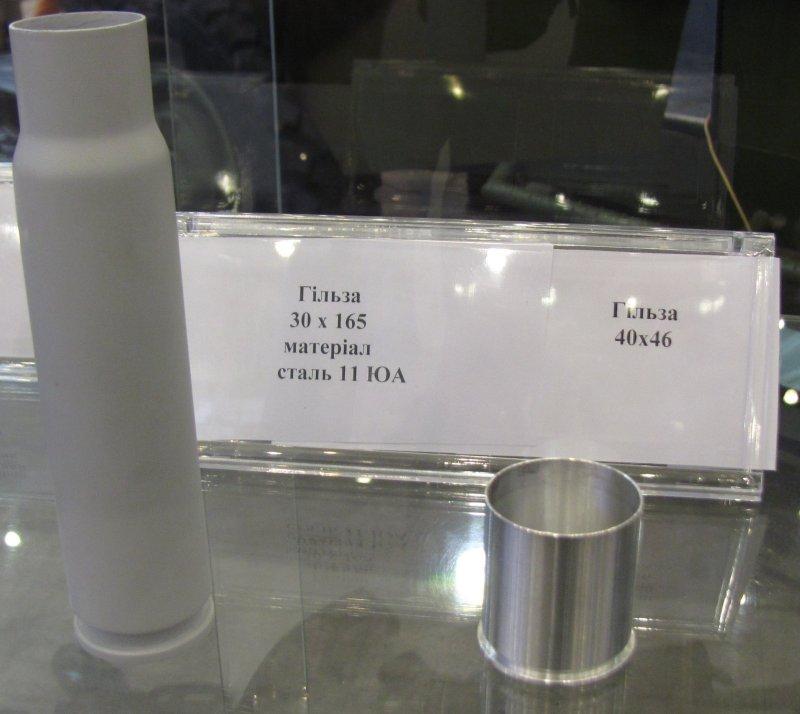 Гільза
30 х 165
матеріал
сталь 11 ЮА
Гільза
40х46